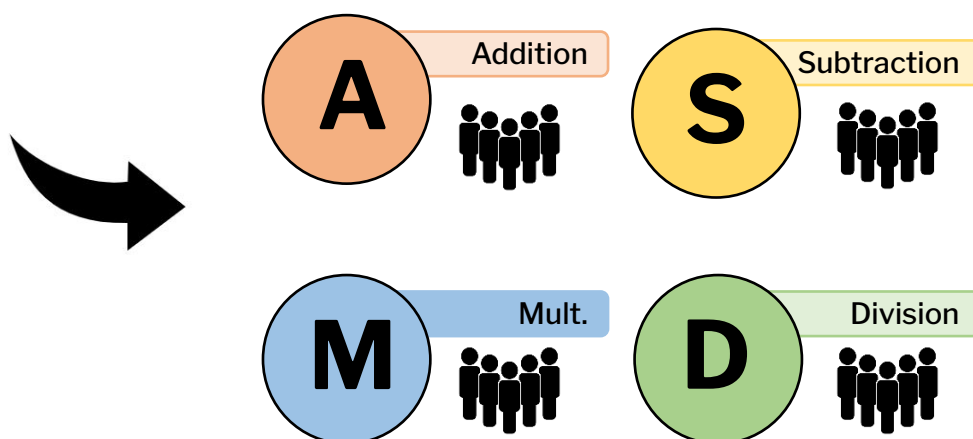 A
Addition
S
Subtraction
M
Mult.
D
Division